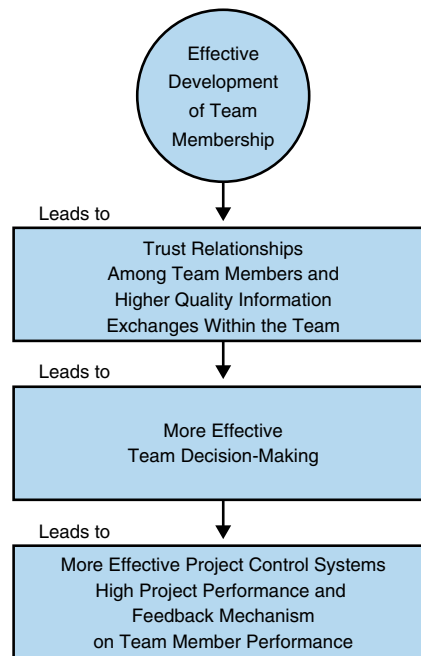 Effective
Development
of Team
Membership
Leads to
Trust Relationships
Among Team Members and
Higher Quality Information
Exchanges Within the Team
Leads to
More Effective
Team Decision-Making
Leads to
More Effective Project Control Systems
High Project Performance and
Feedback Mechanism
on Team Member Performance